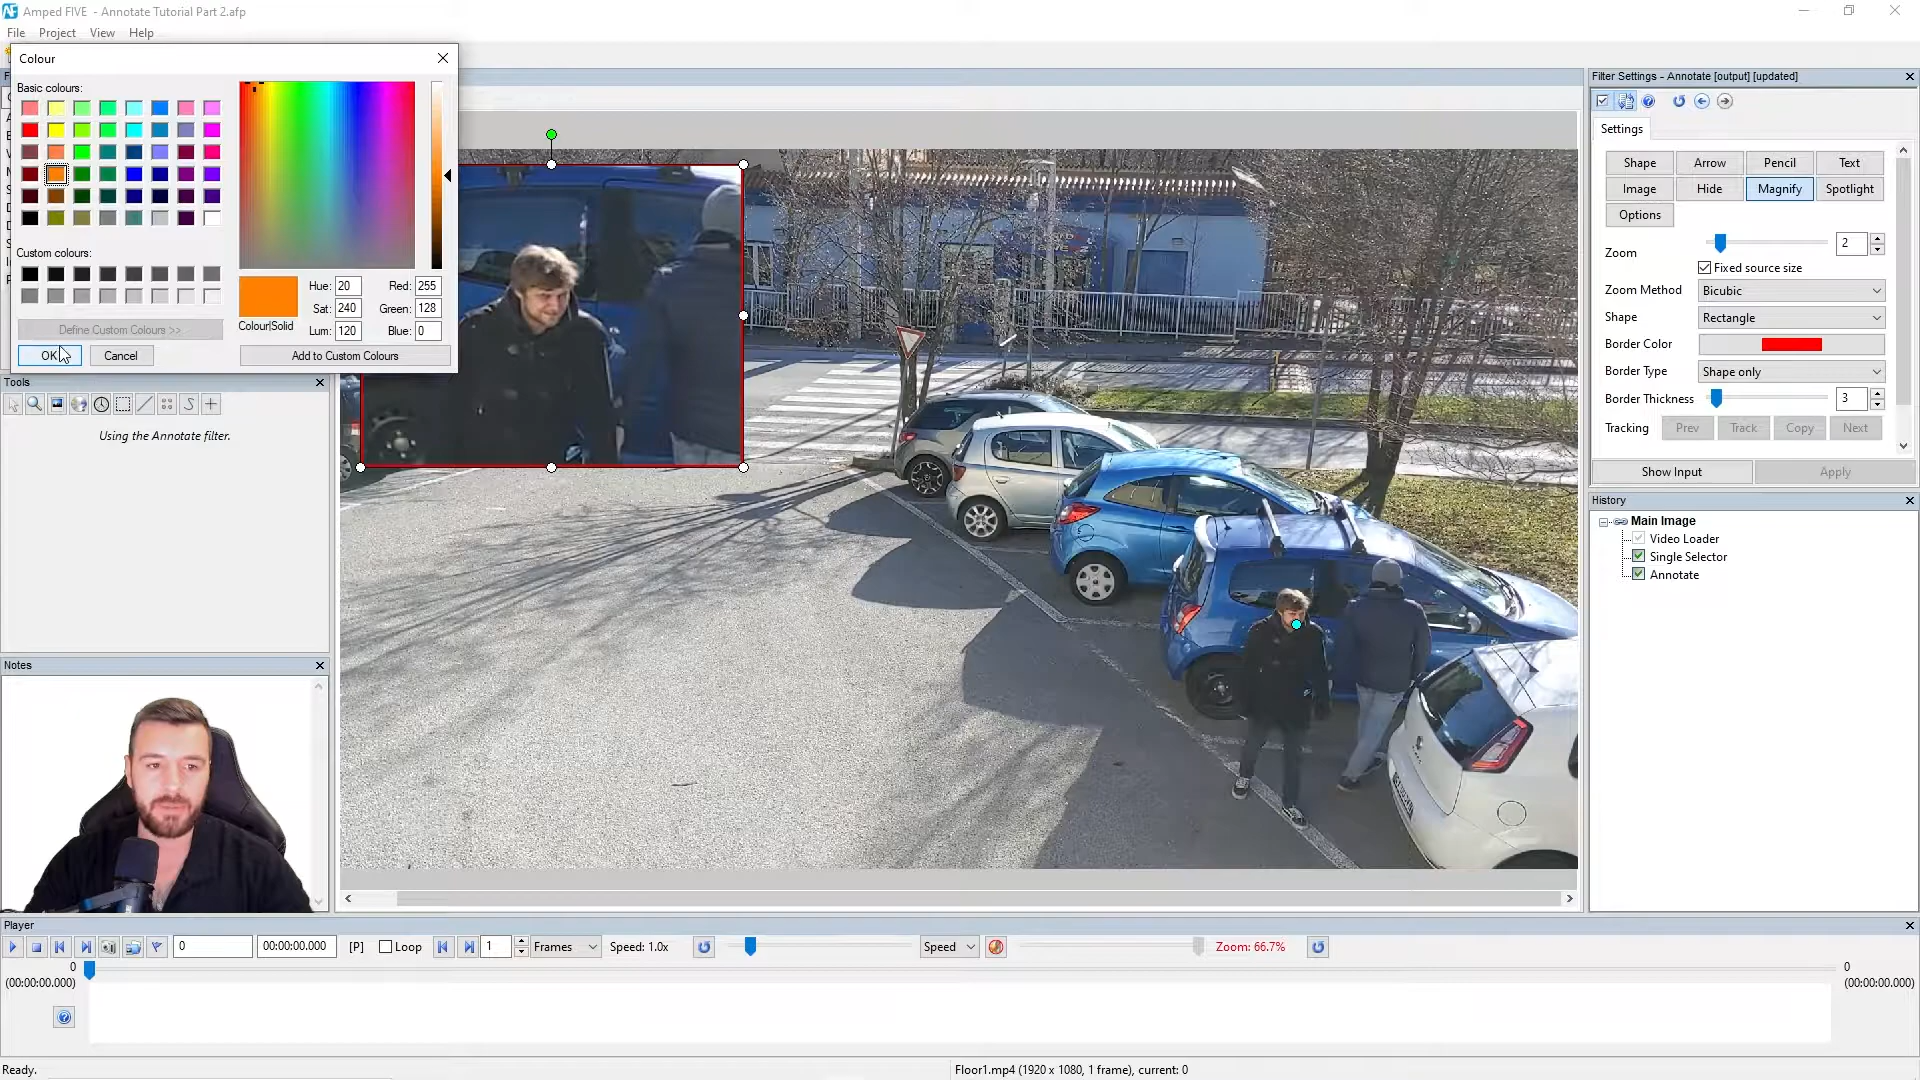 Amped FIVE - Annotate Tutorial Part 2.afp
File Project View Help
Colour
Basic colours:
Custom colours:
Define Custom Colours >>
OK Cancel
Hue: 20 Red: 255
Sat: 240 Green: 128
Colour|Solid Lum: 120 Blue: 0
Add to Custom Colours
Tools
Using the Annotate filter.
Notes
Filter Settings - Annotate [output] [updated]
Settings
Shape Arrow Pencil Text
Image Hide Magnify Spotlight
Options
Zoom 2
Fixed source size
Zoom Method Bicubic
Shape Rectangle
Border Color
Border Type Shape only
Border Thickness 3
Tracking Prev Track Copy Next
Show Input Apply
History
Main Image
Video Loader
Single Selector
Annotate
Player
0 00:00:00.000 [P] Loop 1 Frames Speed: 1.0x Speed Zoom: 66.7%
0 0
(00:00:00.000) (00:00:00.000)
Ready. Floor1.mp4 (1920 x 1080, 1 frame), current: 0